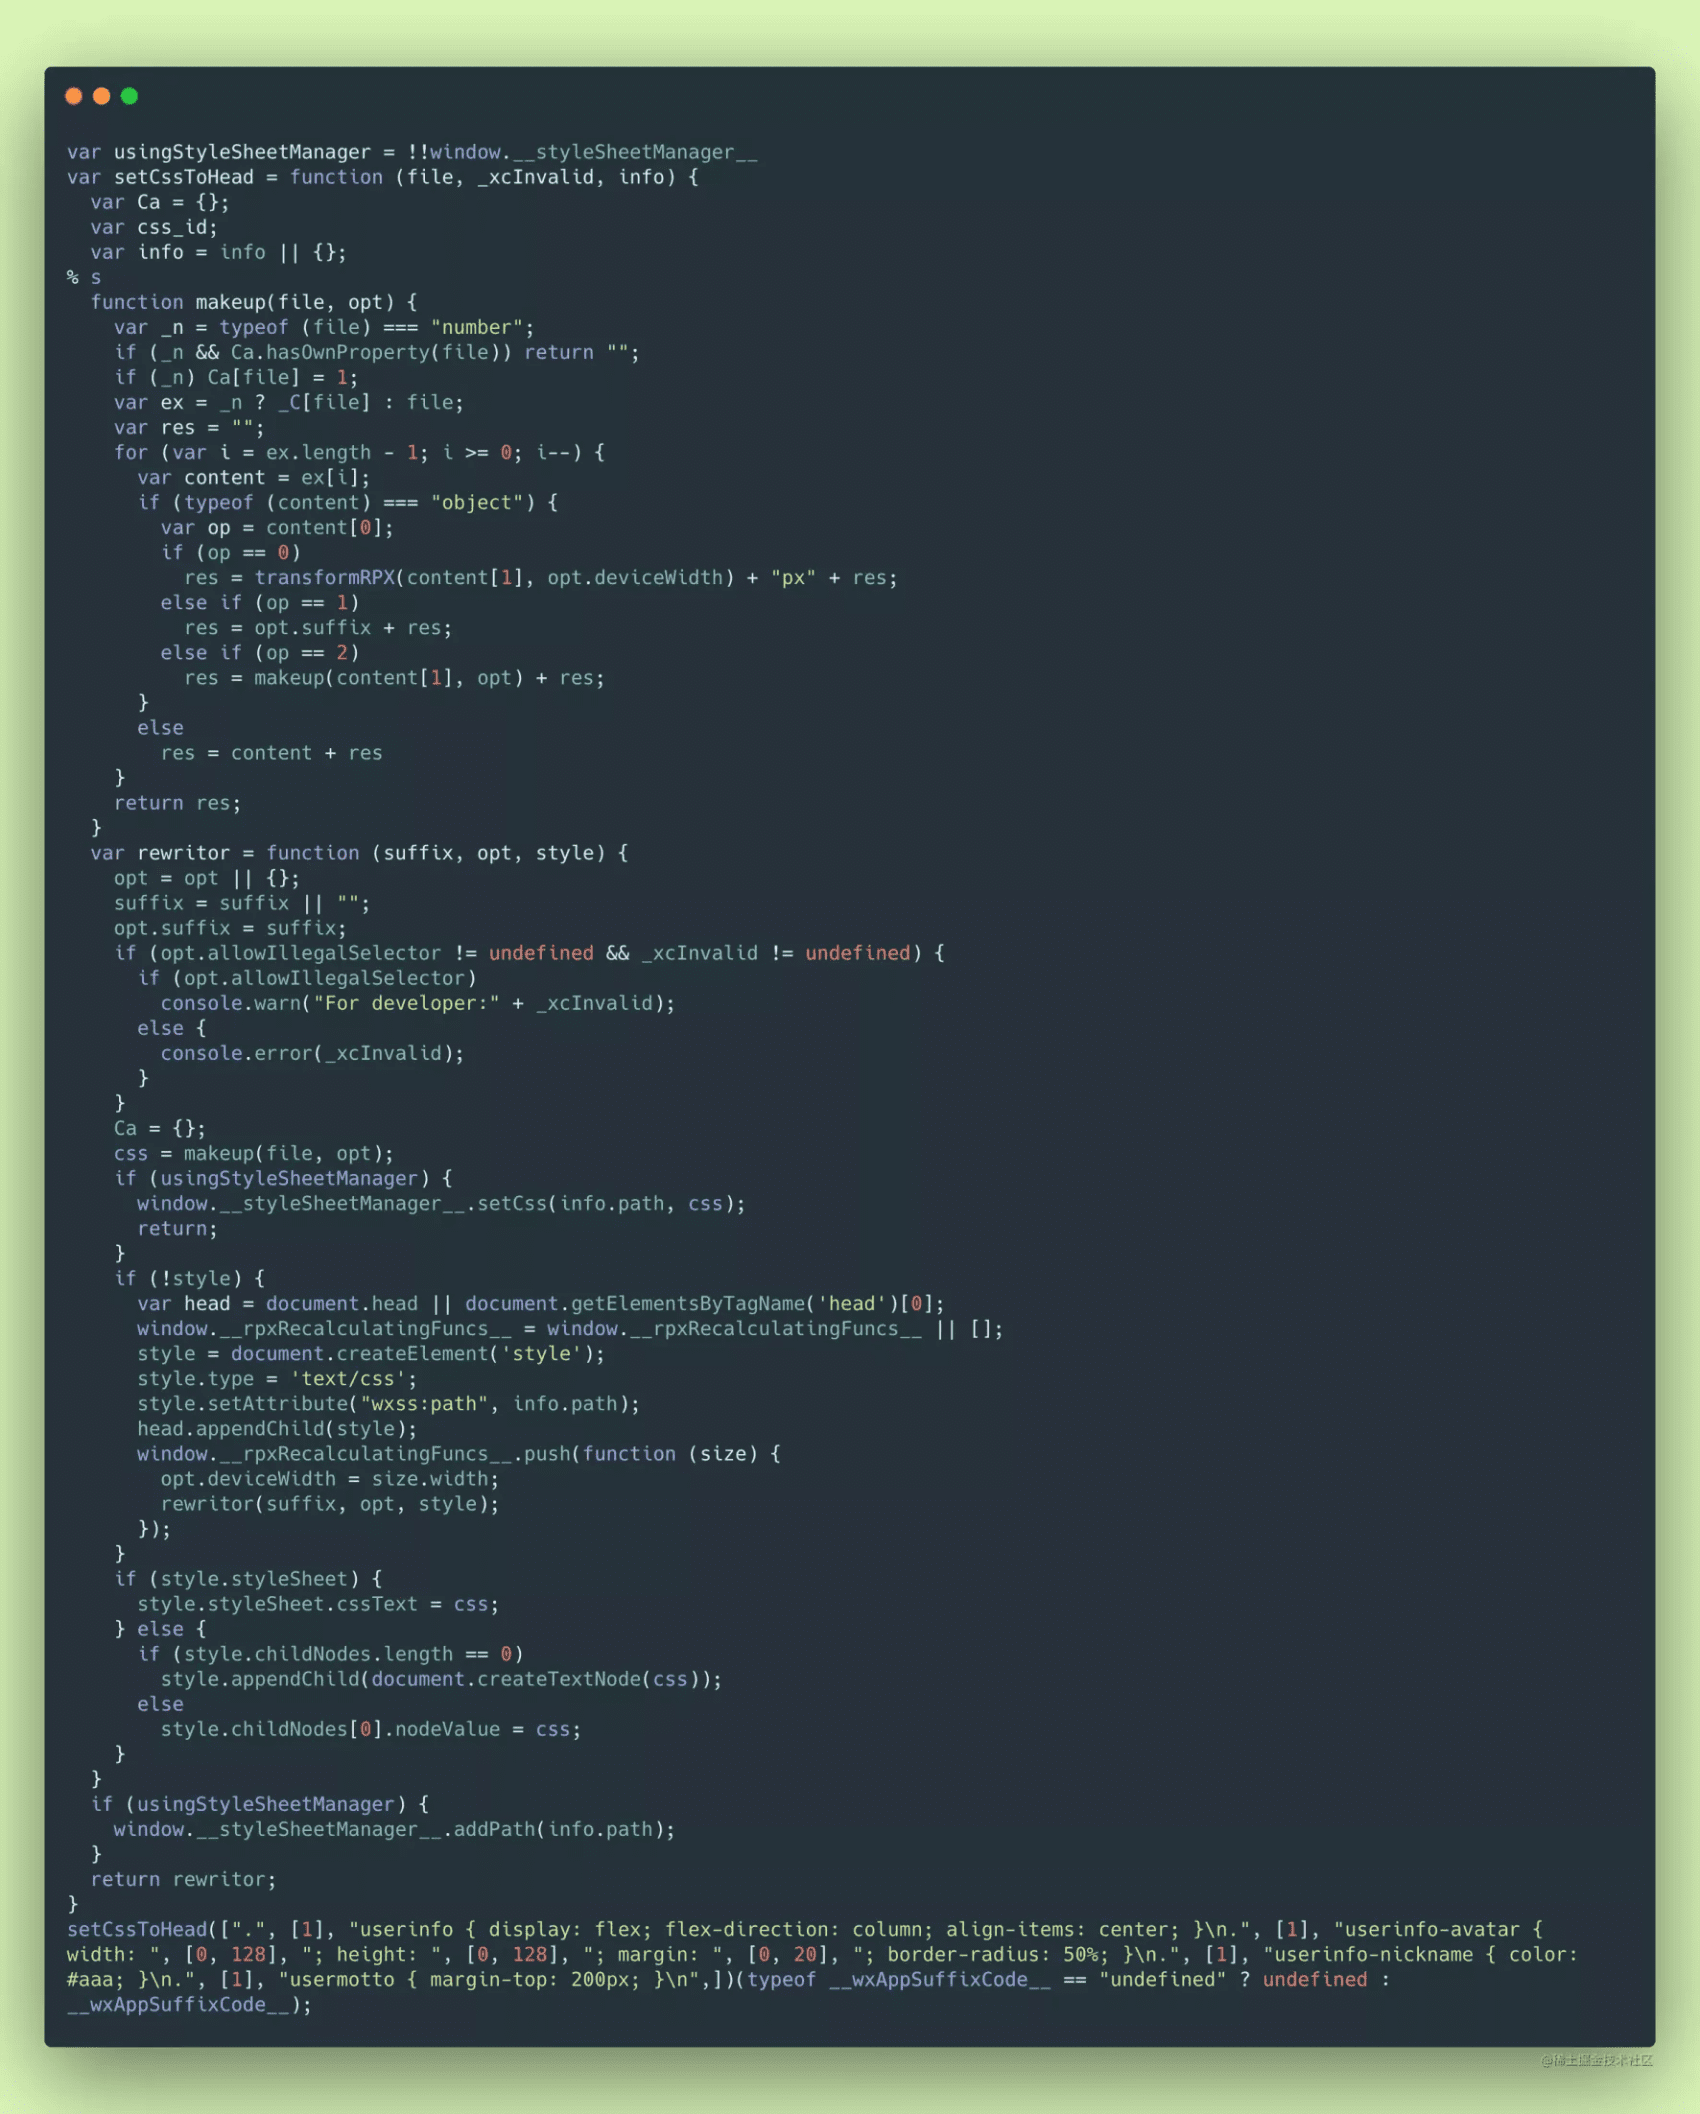 var usingStyleSheetManager = !!window.__styleSheetManager__
var setCssToHead = function (file, _xcInvalid, info) {
  var Ca = {};
  var css_id;
  var info = info || {};
% s
  function makeup(file, opt) {
    var _n = typeof (file) === "number";
    if (_n && Ca.hasOwnProperty(file)) return "";
    if (_n) Ca[file] = 1;
    var ex = _n ? _C[file] : file;
    var res = "";
    for (var i = ex.length - 1; i >= 0; i--) {
      var content = ex[i];
      if (typeof (content) === "object") {
        var op = content[0];
        if (op == 0)
          res = transformRPX(content[1], opt.deviceWidth) + "px" + res;
        else if (op == 1)
          res = opt.suffix + res;
        else if (op == 2)
          res = makeup(content[1], opt) + res;
      }
      else
        res = content + res
    }
    return res;
  }
  var rewritor = function (suffix, opt, style) {
    opt = opt || {};
    suffix = suffix || "";
    opt.suffix = suffix;
    if (opt.allowIllegalSelector != undefined && _xcInvalid != undefined) {
      if (opt.allowIllegalSelector)
        console.warn("For developer:" + _xcInvalid);
      else {
        console.error(_xcInvalid);
      }
    }
    Ca = {};
    css = makeup(file, opt);
    if (usingStyleSheetManager) {
      window.__styleSheetManager__.setCss(info.path, css);
      return;
    }
    if (!style) {
      var head = document.head || document.getElementsByTagName('head')[0];
      window.__rpxRecalculatingFuncs__ = window.__rpxRecalculatingFuncs__ || [];
      style = document.createElement('style');
      style.type = 'text/css';
      style.setAttribute("wxss:path", info.path);
      head.appendChild(style);
      window.__rpxRecalculatingFuncs__.push(function (size) {
        opt.deviceWidth = size.width;
        rewritor(suffix, opt, style);
      });
    }
    if (style.styleSheet) {
      style.styleSheet.cssText = css;
    } else {
      if (style.childNodes.length == 0)
        style.appendChild(document.createTextNode(css));
      else
        style.childNodes[0].nodeValue = css;
    }
  }
  if (usingStyleSheetManager) {
    window.__styleSheetManager__.addPath(info.path);
  }
  return rewritor;
}
setCssToHead([".", [1], "userinfo { display: flex; flex-direction: column; align-items: center; }\n.", [1], "userinfo-avatar {
width: ", [0, 128], "; height: ", [0, 128], "; margin: ", [0, 20], "; border-radius: 50%; }\n.", [1], "userinfo-nickname { color:
#aaa; }\n.", [1], "usermotto { margin-top: 200px; }\n",])(typeof __wxAppSuffixCode__ == "undefined" ? undefined :
__wxAppSuffixCode__);
@稀土掘金技术社区